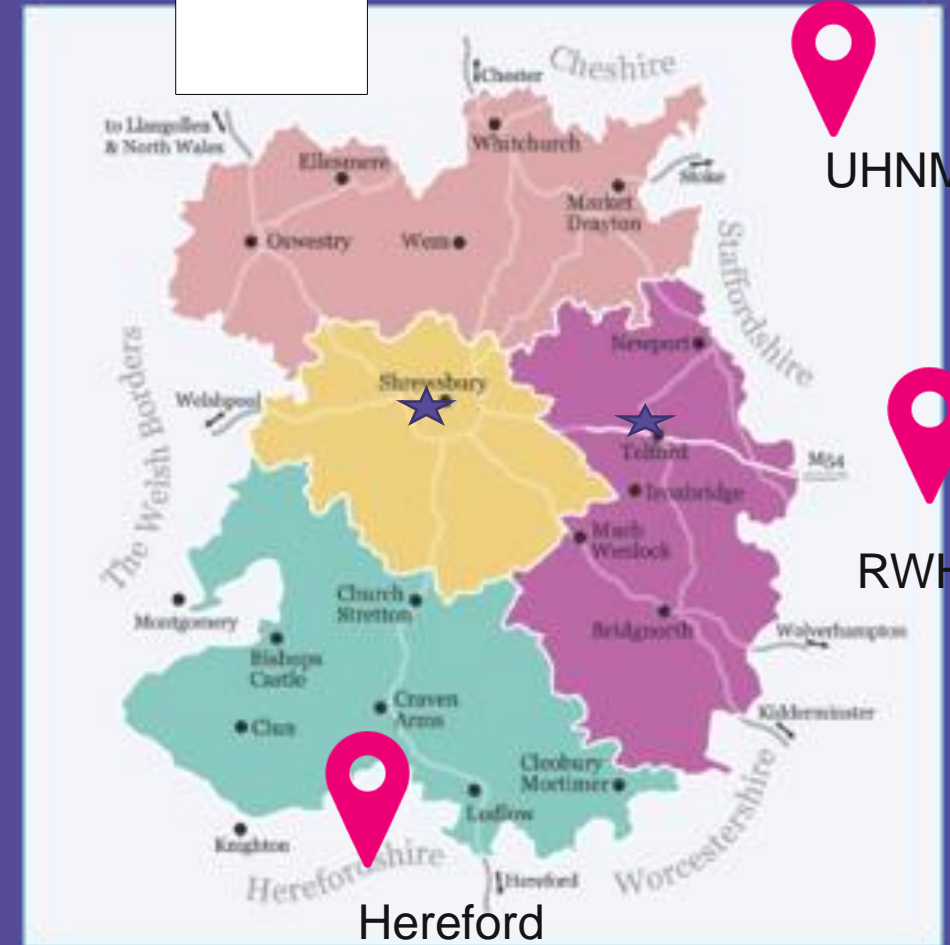 Cheshire
Chester
to Llangollen
& North Wales
Whitchurch
Ellesmere
UHNM
Stoke
Market
Drayton
Oswestry
Wem
Staffordshire
Newport
The Welsh Borders
Shrewsbury
Welshpool
Telford
M54
Ironbridge
Much
Wenlock
RWH
Church
Stretton
Montgomery
Bridgnorth
Wolverhampton
Bishops
Castle
Craven
Arms
Clun
Kidderminster
Cleobury
Mortimer
Ludlow
Knighton
Herefordshire
Worcestershire
Hereford
Hereford